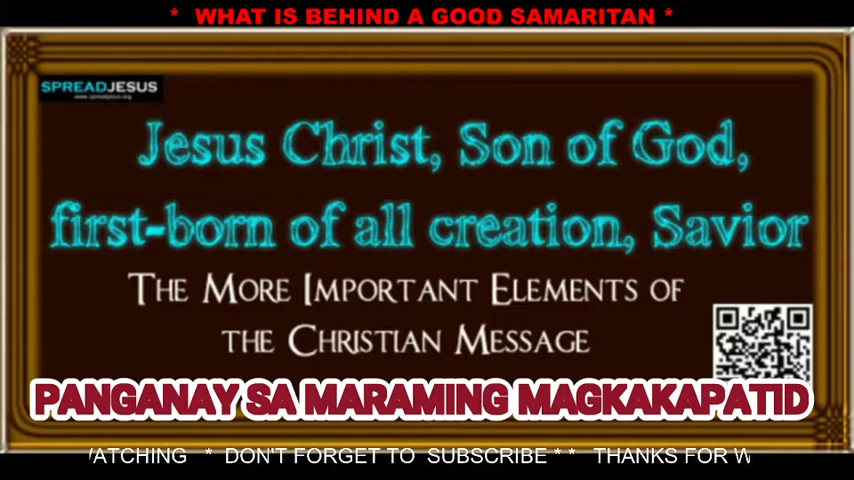 * WHAT IS BEHIND A GOOD SAMARITAN *
SPREADJESUS
Jesus Christ, Son of God,
first-born of all creation, Savior
THE MORE IMPORTANT ELEMENTS OF
THE CHRISTIAN MESSAGE
PANGANAY SA MARAMING MAGKAKAPATID
WATCHING * DON'T FORGET TO SUBSCRIBE * * THANKS FOR W